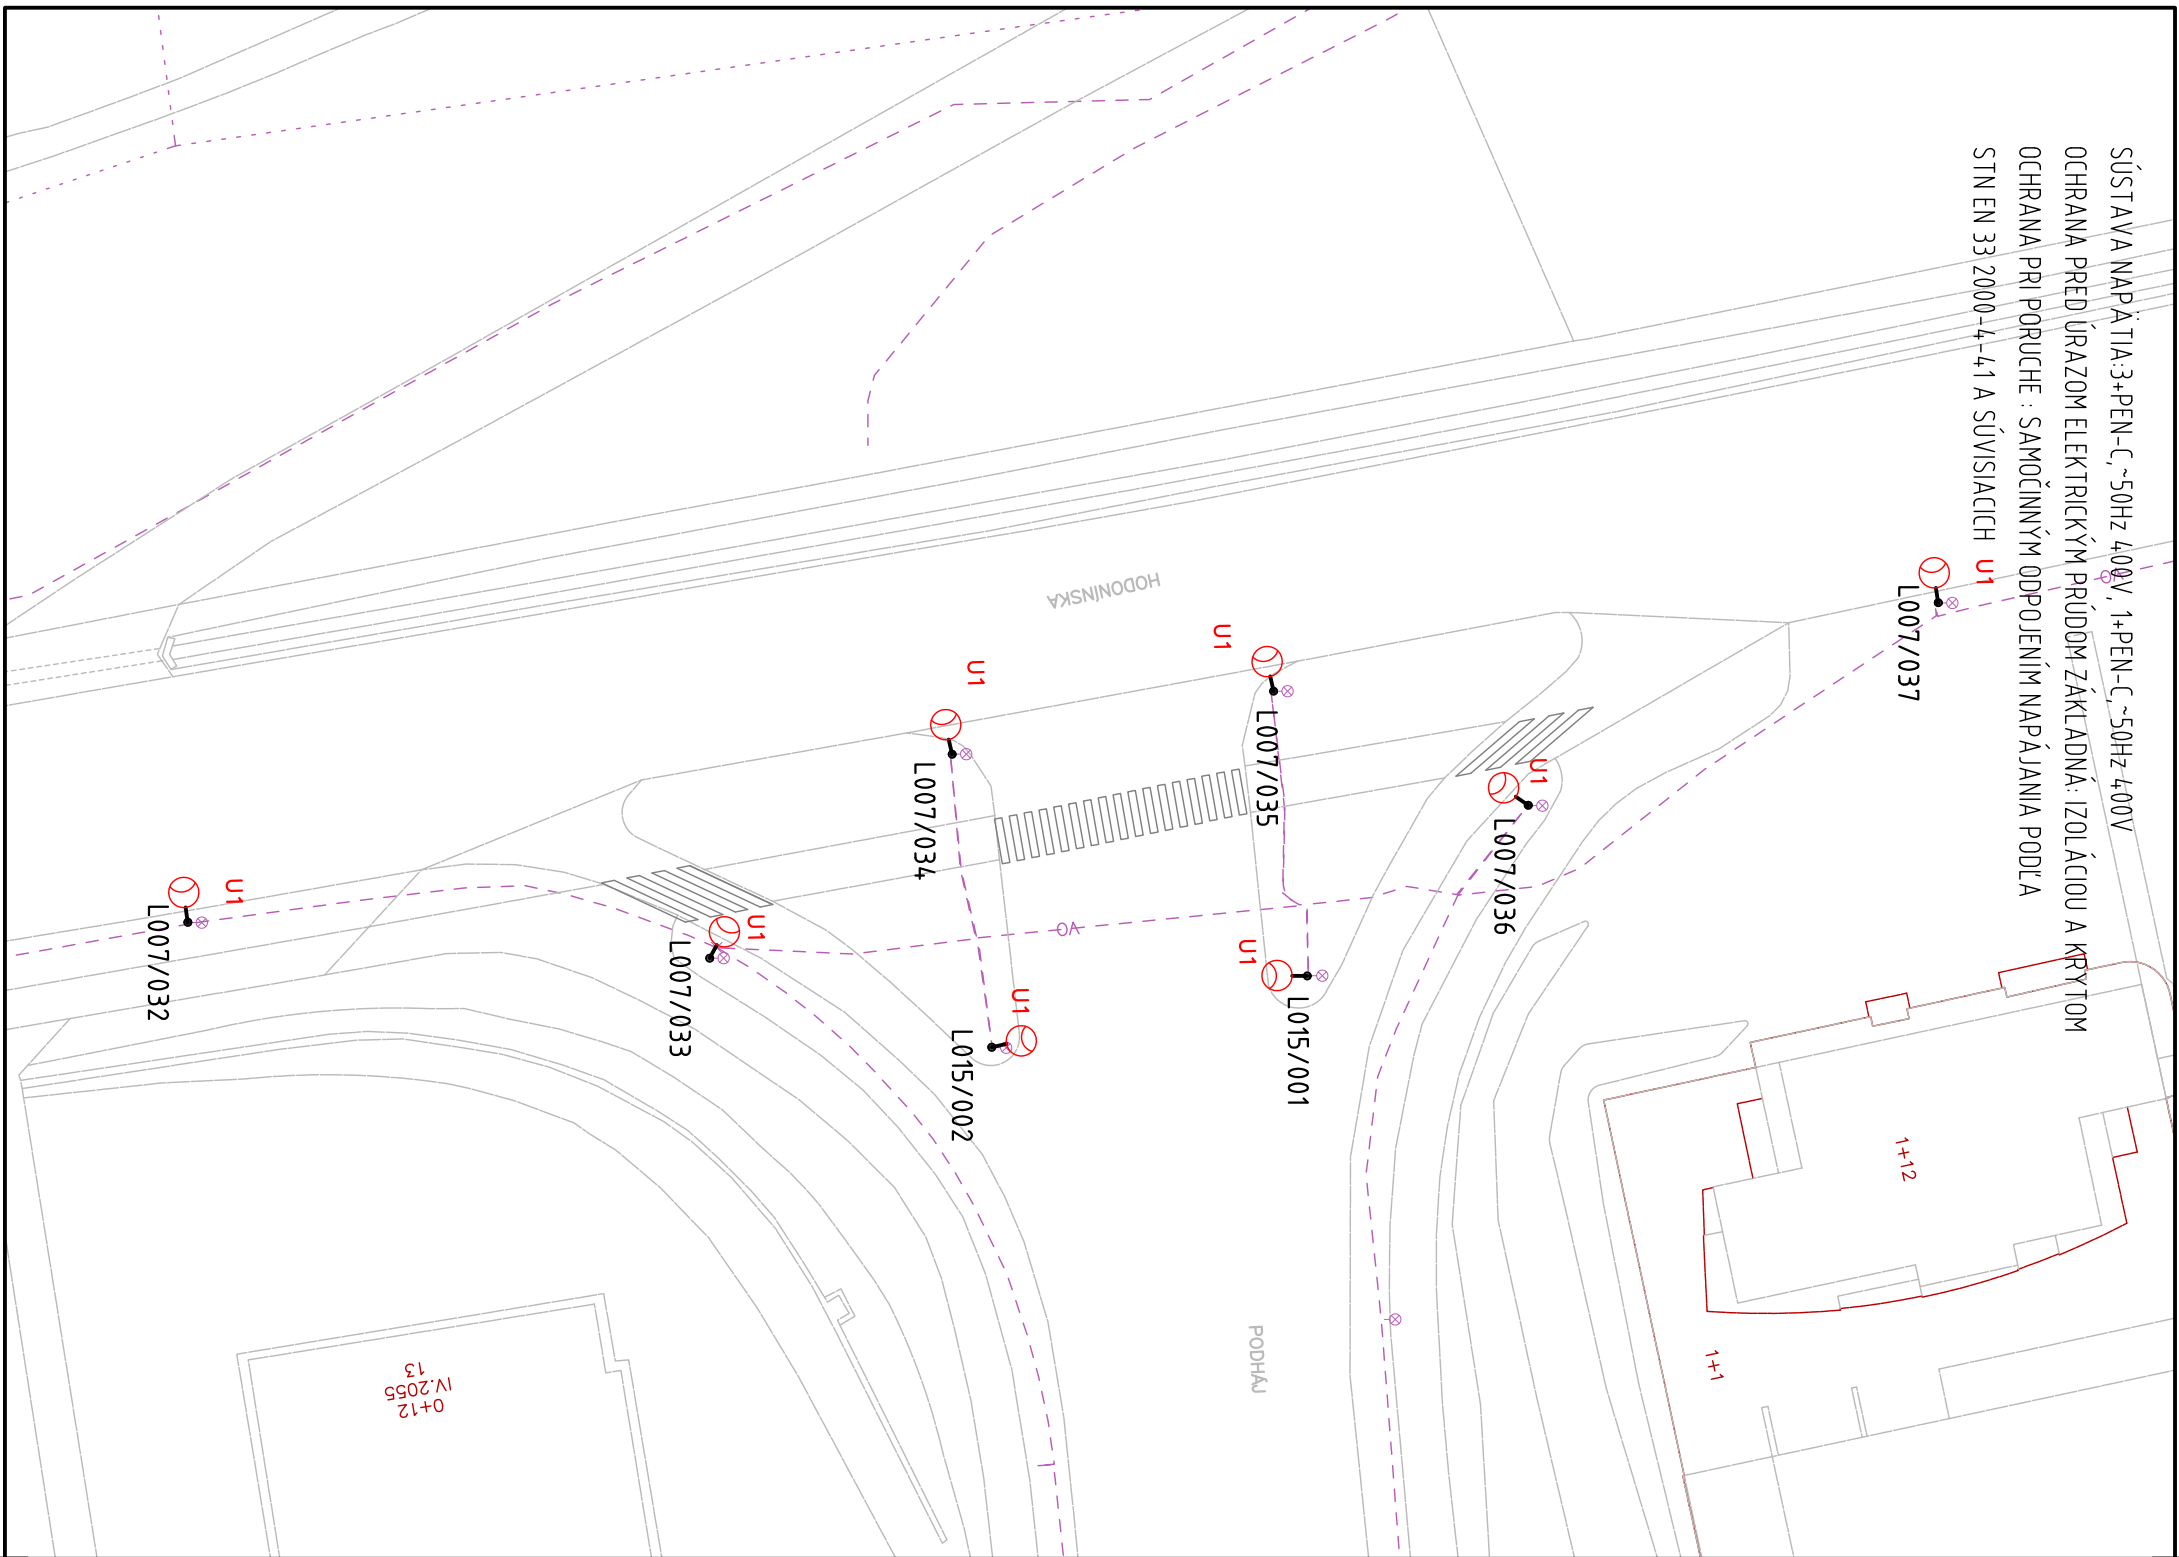 SÚSTAVA NAPÄTIA:3+PEN-C,~50Hz 400V, 1+PEN-C,~50Hz 400V
OCHRANA PRED ÚRAZOM ELEKTRICKÝM PRÚDOM ZÁKLADNÁ: IZOLÁCIOU A KRYTOM
OCHRANA PRI PORUCHE : SAMOČINNÝM ODPOJENÍM NAPÁJANIA PODĽA
STN EN 33 2000-4-41 A SÚVISIACICH
VO
U1
L007/037
HODONÍNSKA
U1
L007/035
U1
L007/034
U1
L007/036
U1
L007/032
U1
L007/033
VO
U1
L015/001
U1
L015/002
1+12
1+1
PODHÁJ
0+12
IV.2055
13